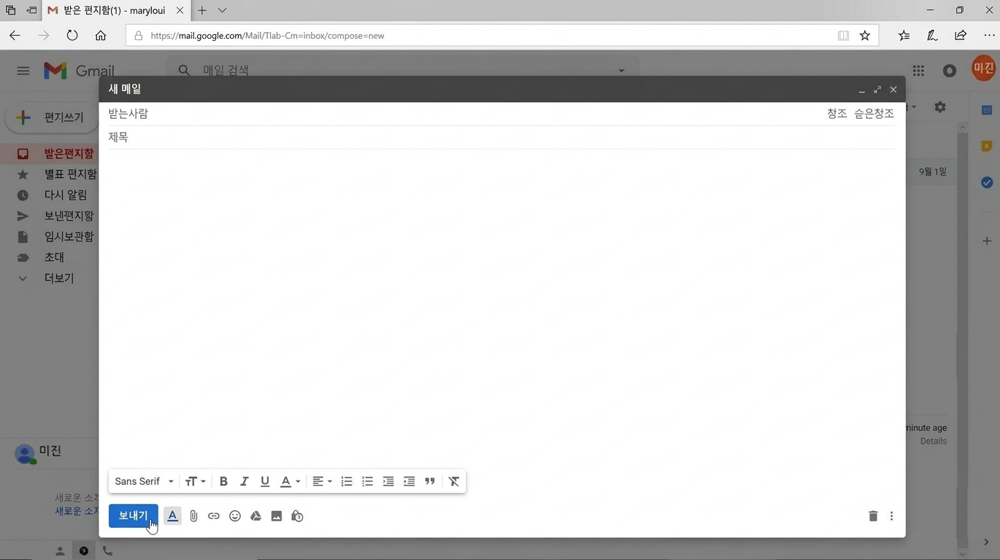 받은 편지함(1) - maryloui
https://mail.google.com/Mail/Tlab-Cm=inbox/compose=new
Gmail
메일 검색
미진
새 메일
편지쓰기
받는사람
창조 슬은창조
제목
받은편지함
별표 편지함
9월 1일
다시 알림
보낸편지함
임시보관함
초대
더보기
minute age
Details
미진
Sans Serif
새로운 소
새로운 소지
보내기